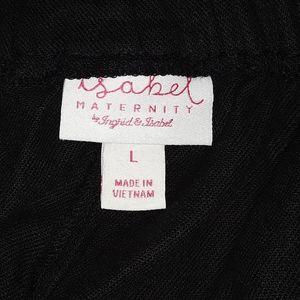 isabel
MATERNITY
by Ingrid & Isabel
L
MADE IN
VIETNAM